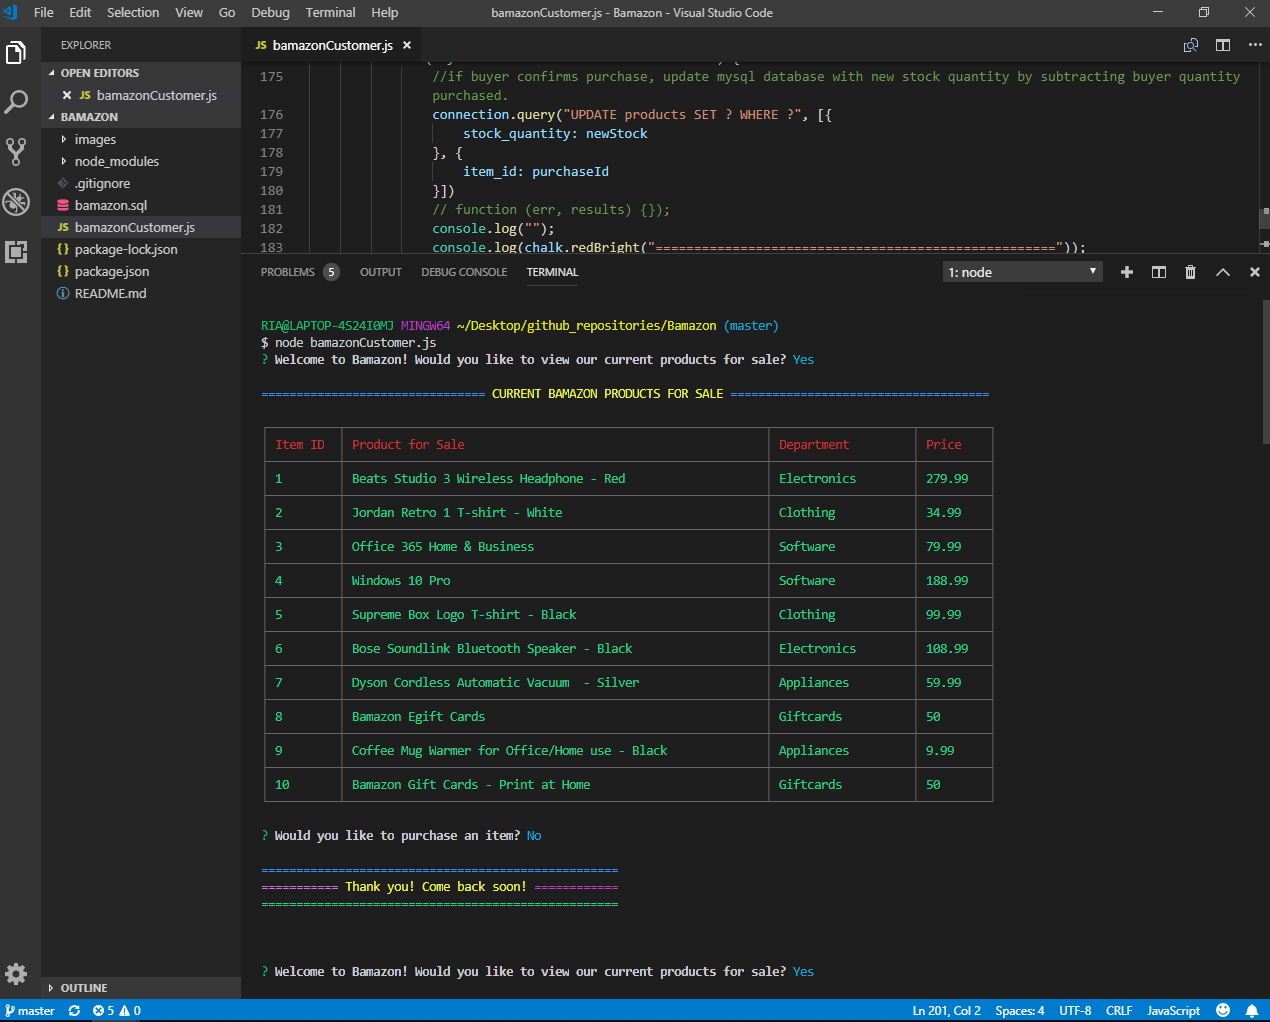 File Edit Selection View Go Debug Terminal Help bamazonCustomer.js - Bamazon - Visual Studio Code
EXPLORER
OPEN EDITORS
JS bamazonCustomer.js
BAMAZON
images
node_modules
.gitignore
bamazon.sql
JS bamazonCustomer.js
{} package-lock.json
{} package.json
README.md
OUTLINE
JS bamazonCustomer.js
175 //if buyer confirms purchase, update mysql database with new stock quantity by subtracting buyer quantity
purchased.
176 connection.query("UPDATE products SET ? WHERE ?", [{
177 stock_quantity: newStock
178 }, {
179 item_id: purchaseId
180 }])
181 // function (err, results) {});
182 console.log("");
183 console.log(chalk.redBright("===================================================="));
PROBLEMS 5 OUTPUT DEBUG CONSOLE TERMINAL 1: node
RIA@LAPTOP-4S24I0MJ MINGW64 ~/Desktop/github_repositories/Bamazon (master)
$ node bamazonCustomer.js
? Welcome to Bamazon! Would you like to view our current products for sale? Yes
================================ CURRENT BAMAZON PRODUCTS FOR SALE =====================================
Item ID Product for Sale Department Price
1 Beats Studio 3 Wireless Headphone - Red Electronics 279.99
2 Jordan Retro 1 T-shirt - White Clothing 34.99
3 Office 365 Home & Business Software 79.99
4 Windows 10 Pro Software 188.99
5 Supreme Box Logo T-shirt - Black Clothing 99.99
6 Bose Soundlink Bluetooth Speaker - Black Electronics 108.99
7 Dyson Cordless Automatic Vacuum  - Silver Appliances 59.99
8 Bamazon Egift Cards Giftcards 50
9 Coffee Mug Warmer for Office/Home use - Black Appliances 9.99
10 Bamazon Gift Cards - Print at Home Giftcards 50
? Would you like to purchase an item? No
===================================================
=========== Thank you! Come back soon! ============
===================================================
? Welcome to Bamazon! Would you like to view our current products for sale? Yes
master 5 0 Ln 201, Col 2 Spaces: 4 UTF-8 CRLF JavaScript